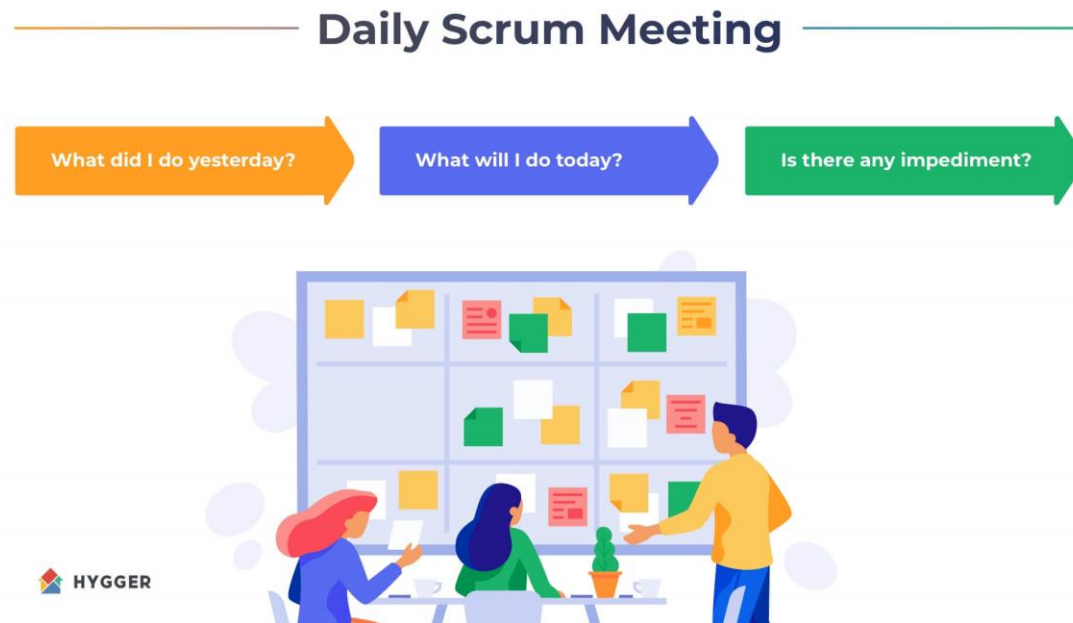 Daily Scrum Meeting
What did I do yesterday?
What will I do today?
Is there any impediment?
HYGGER